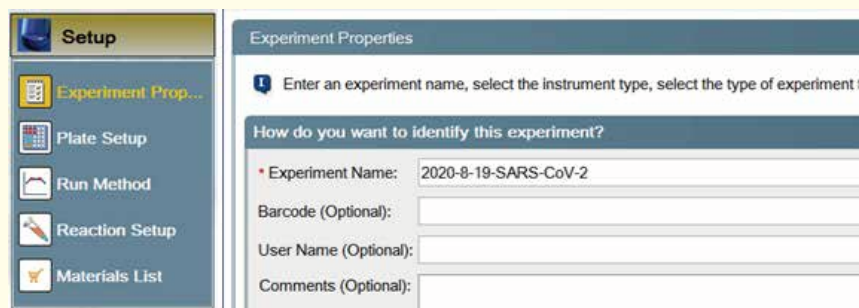 Setup
Experiment Prop...
Plate Setup
Run Method
Reaction Setup
Materials List
Experiment Properties
Enter an experiment name, select the instrument type, select the type of experiment
How do you want to identify this experiment?
* Experiment Name: 2020-8-19-SARS-CoV-2
Barcode (Optional):
User Name (Optional):
Comments (Optional):